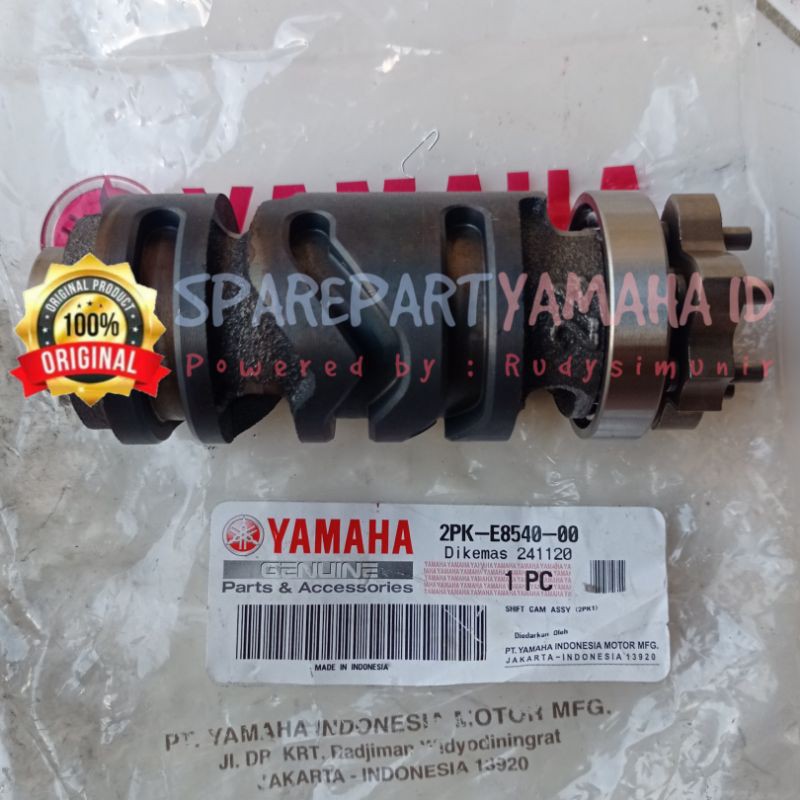 YAMAHA
ORIGINAL PRODUCT
100%
ORIGINAL
SPAREPARTYAMAHA ID
Powered by : Rudysimunir
YAMAHA
GENUINE
Parts & Accessories
MADE IN INDONESIA
2PK-E8540-00
Dikemas 241120
1 PC
SHIFT CAM ASSY (2PK1)
Diedarkan Oleh
PT. YAMAHA INDONESIA MOTOR MFG.
JAKARTA-INDONESIA 13920
PT. YAMAHA INDONESIA MOTOR MFG.
Jl. DR. KRT. Radjiman Widyodiningrat
JAKARTA - INDONESIA 13920